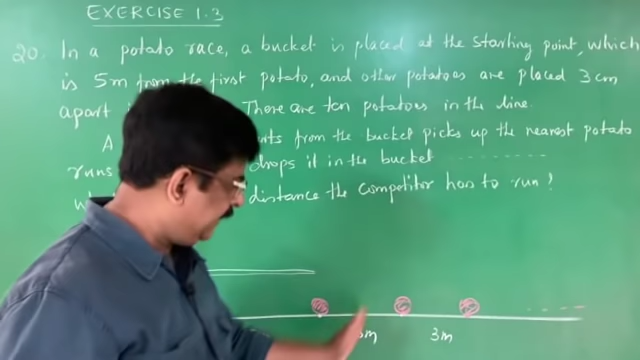 EXERCISE 1.3
20. In a potato race, a bucket is placed at the starting point, which
is 5m from the first potato, and other potatoes are placed 3cm
apart There are ten potatoes in the line.
A from the bucket picks up the nearest potato
runs drops it in the bucket ..........
distance the competitor has to run?
3m